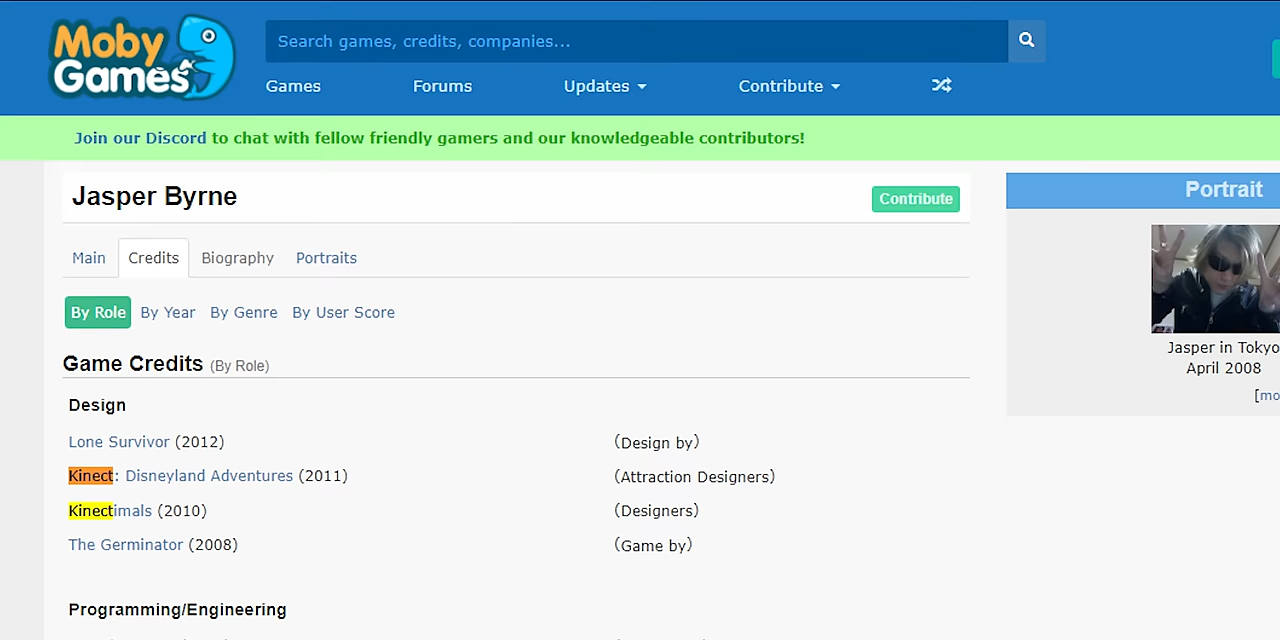 Moby
Games
Search games, credits, companies...
Games Forums Updates Contribute
Join our Discord to chat with fellow friendly gamers and our knowledgeable contributors!
Jasper Byrne
Contribute
Portrait
Main Credits Biography Portraits
By Role By Year By Genre By User Score
Jasper in Tokyo
April 2008
[mo
Game Credits (By Role)
Design
Lone Survivor (2012) (Design by)
Kinect: Disneyland Adventures (2011) (Attraction Designers)
Kinectimals (2010) (Designers)
The Germinator (2008) (Game by)
Programming/Engineering